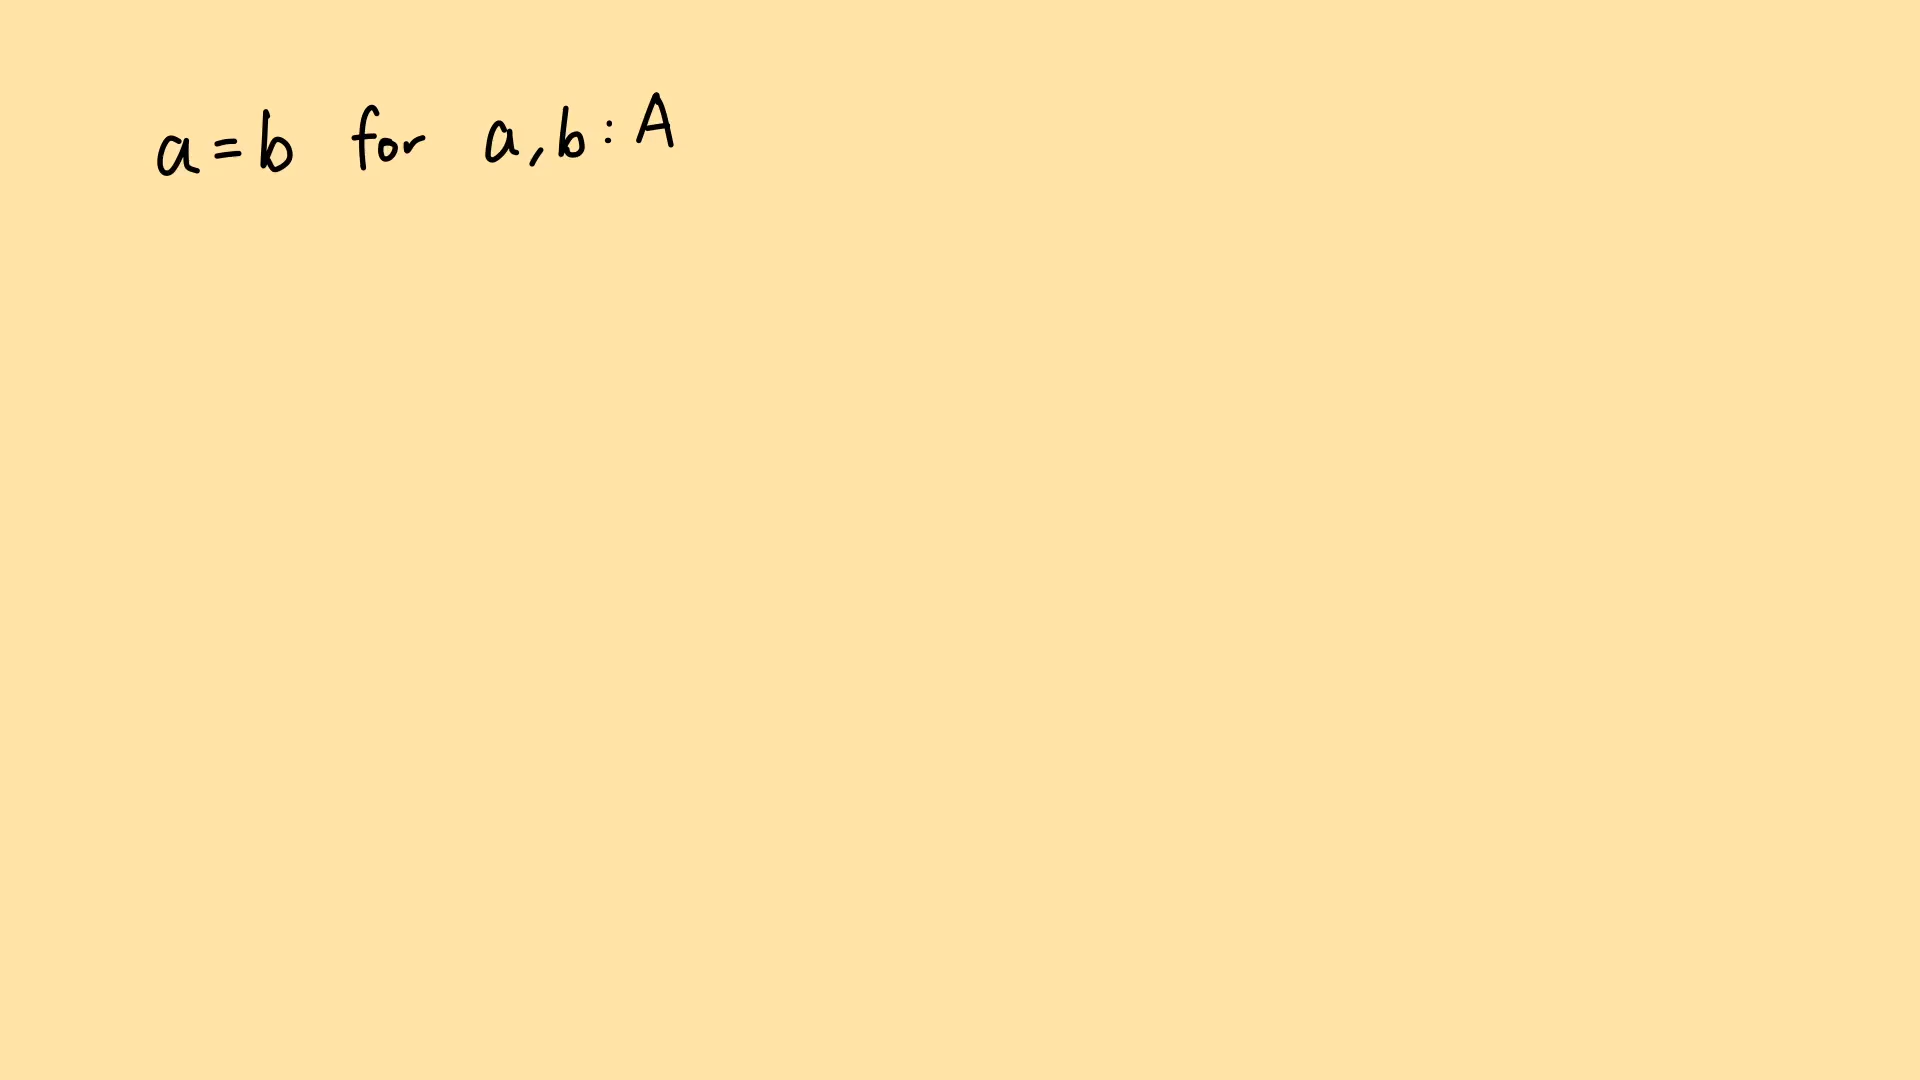 a = b for a, b : A